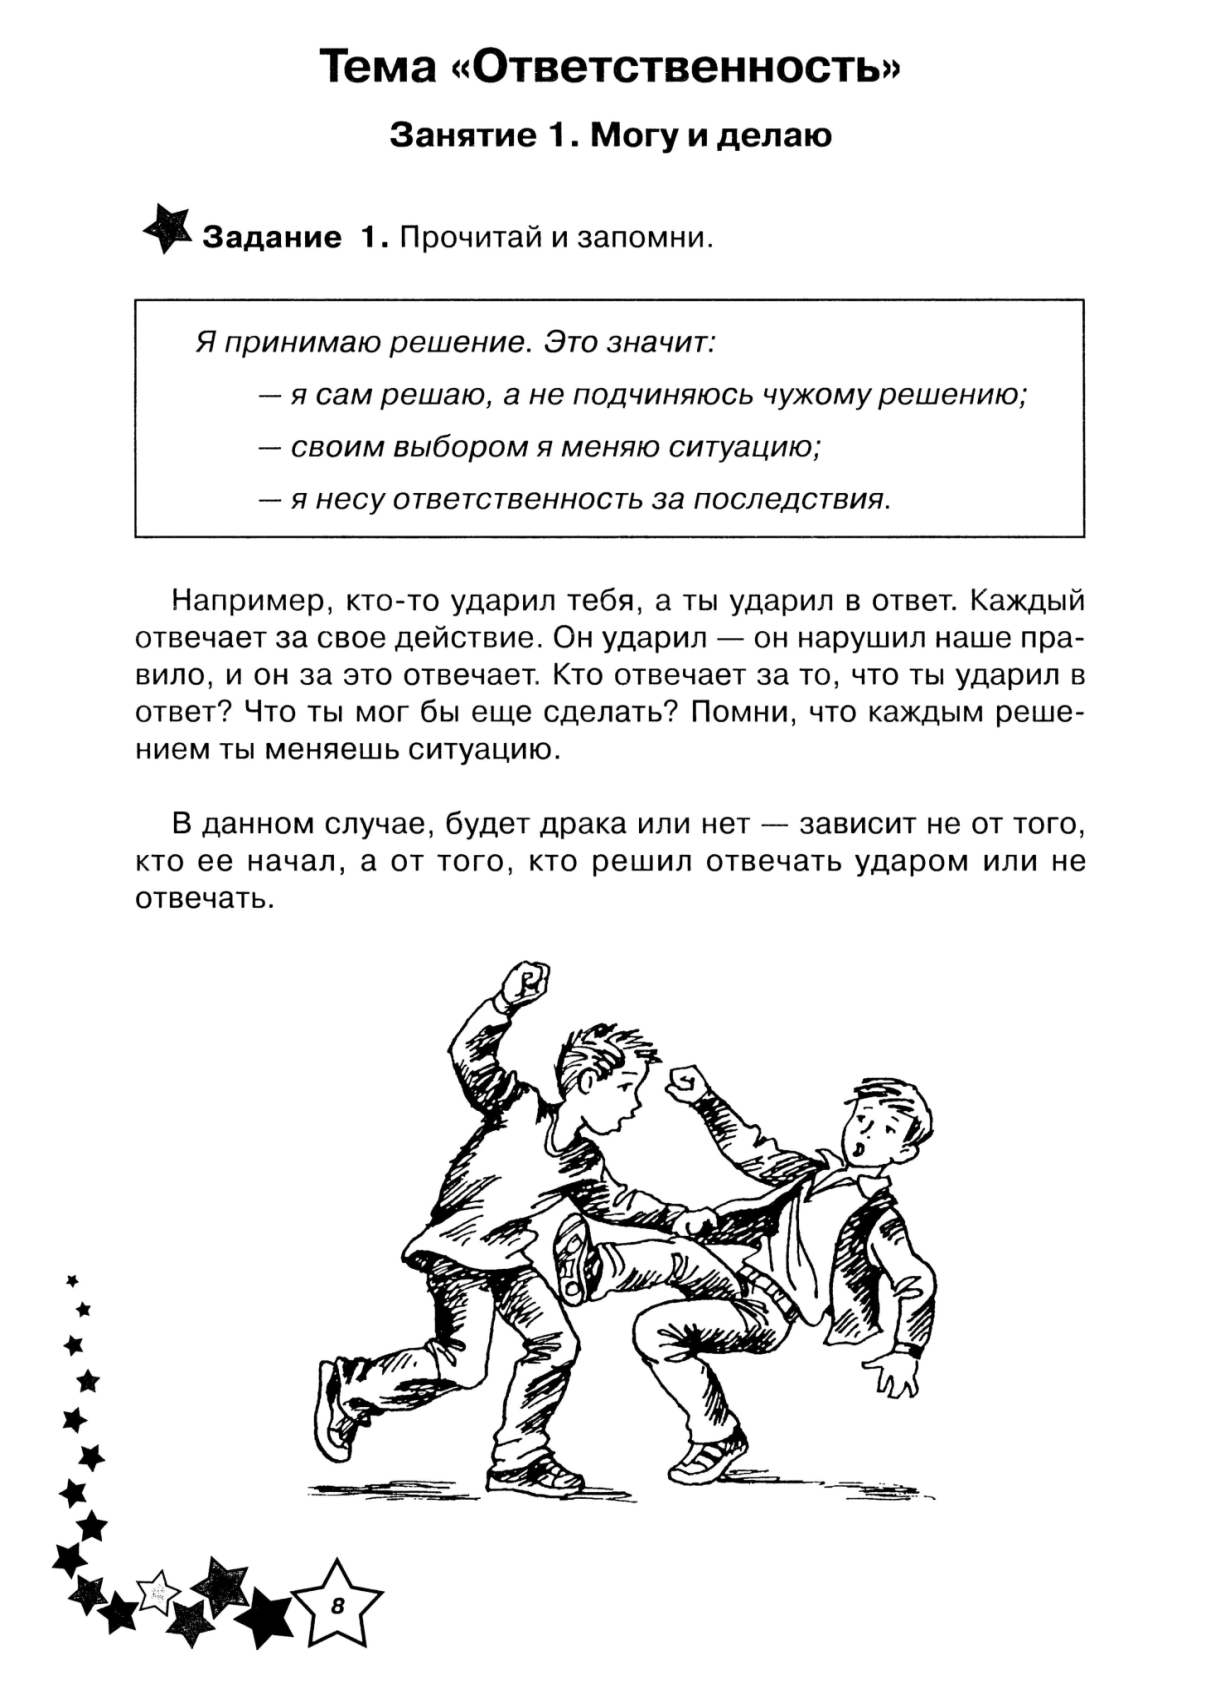 Тема «Ответственность»
Занятие 1. Могу и делаю
Задание 1. Прочитай и запомни.
Я принимаю решение. Это значит:
— я сам решаю, а не подчиняюсь чужому решению;
— своим выбором я меняю ситуацию;
— я несу ответственность за последствия.
Например, кто-то ударил тебя, а ты ударил в ответ. Каждый
отвечает за свое действие. Он ударил — он нарушил наше пра-
вило, и он за это отвечает. Кто отвечает за то, что ты ударил в
ответ? Что ты мог бы еще сделать? Помни, что каждым реше-
нием ты меняешь ситуацию.
В данном случае, будет драка или нет — зависит не от того,
кто ее начал, а от того, кто решил отвечать ударом или не
отвечать.
8